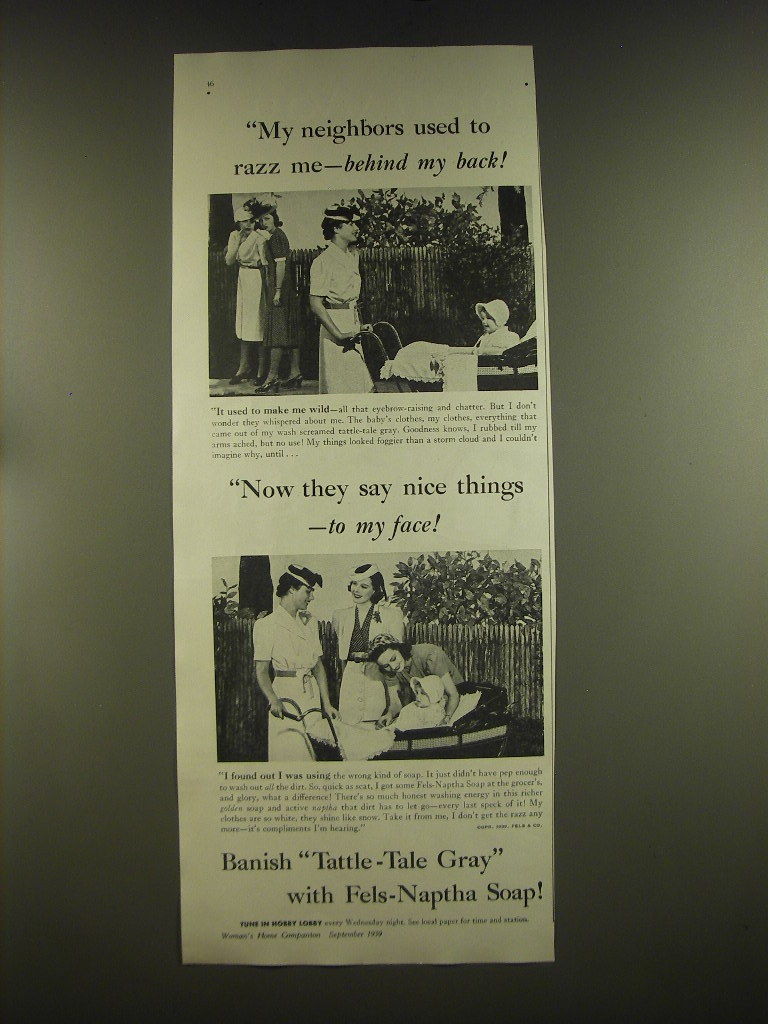 46
"My neighbors used to
razz me—behind my back!
"It used to make me wild—all that eyebrow-raising and chatter. But I don't
wonder they whispered about me. The baby's clothes, my clothes, everything that
came out of my wash screamed tattle-tale gray. Goodness knows, I rubbed till my
arms ached, but no use! My things looked foggier than a storm cloud and I couldn't
imagine why, until . . .
"Now they say nice things
—to my face!
"I found out I was using the wrong kind of soap. It just didn't have pep enough
to wash out all the dirt. So, quick as scat, I got some Fels-Naptha Soap at the grocer's,
and glory, what a difference! There's so much honest washing energy in this richer
golden soap and active naptha that dirt has to let go—every last speck of it! My
clothes are so white, they shine like snow. Take it from me, I don't get the razz any
more—it's compliments I'm hearing."
COPR. 1939, FELS & CO.
Banish "Tattle-Tale Gray"
with Fels-Naptha Soap!
TUNE IN HOBBY LOBBY every Wednesday night. See local paper for time and station.
Woman's Home Companion September 1939